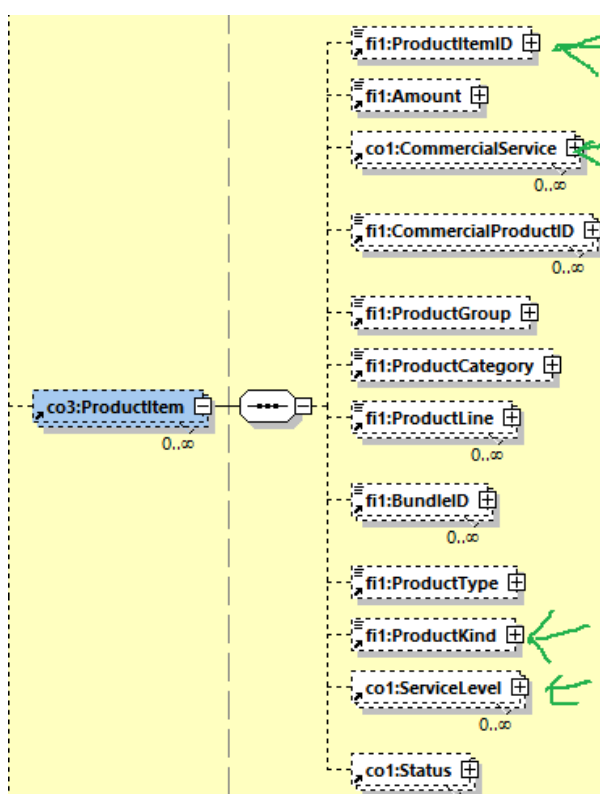 fi1:ProductItemID
fi1:Amount
co1:CommercialService
0..∞
fi1:CommercialProductID
0..∞
fi1:ProductGroup
fi1:ProductCategory
co3:ProductItem
0..∞
fi1:ProductLine
0..∞
fi1:BundleID
0..∞
fi1:ProductType
fi1:ProductKind
co1:ServiceLevel
0..∞
co1:Status